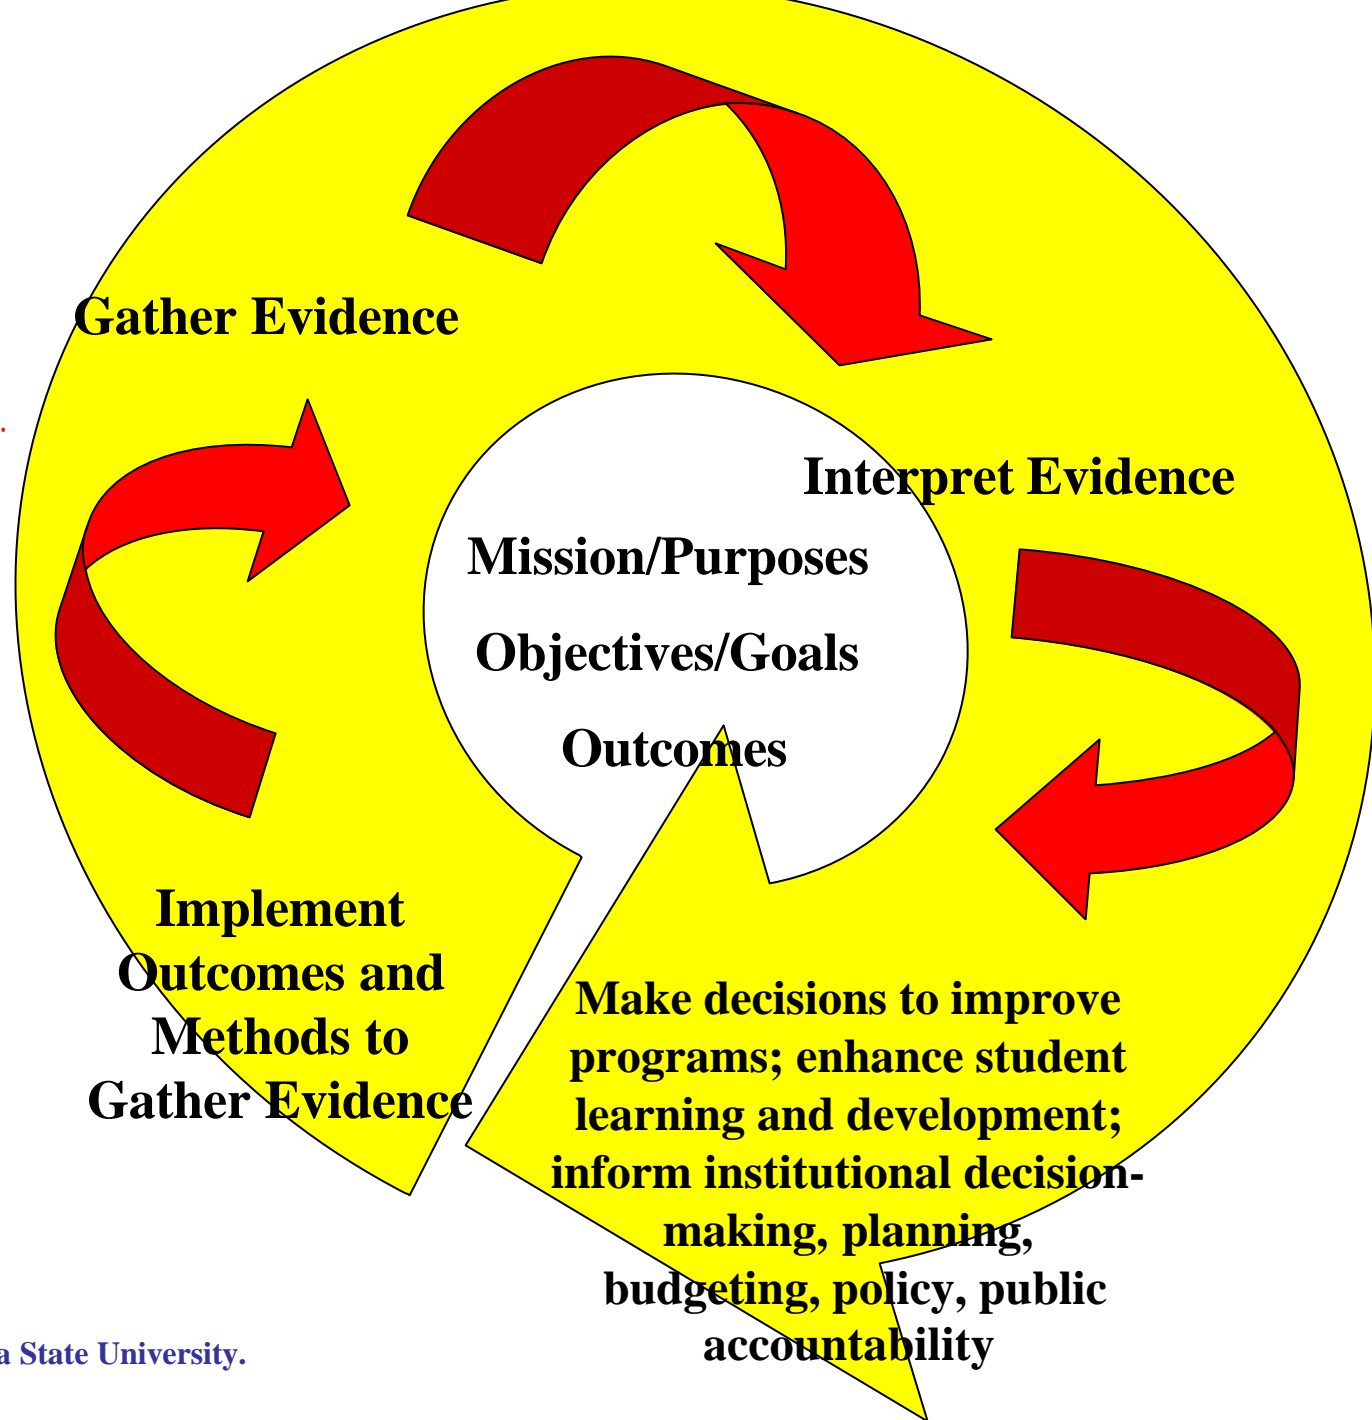 Gather Evidence
Interpret Evidence
Mission/Purposes
Objectives/Goals
Outcomes
Implement
Outcomes and
Methods to
Gather Evidence
Make decisions to improve
programs; enhance student
learning and development;
inform institutional decision-
making, planning,
budgeting, policy, public
accountability
a State University.